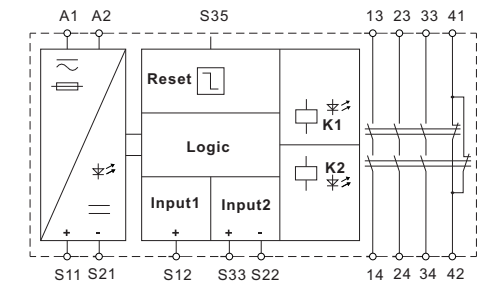 A1 A2 S35 13 23 33 41
Reset
K1
Logic
K2
Input1 Input2
+ - + + -
S11 S21 S12 S33 S22 14 24 34 42